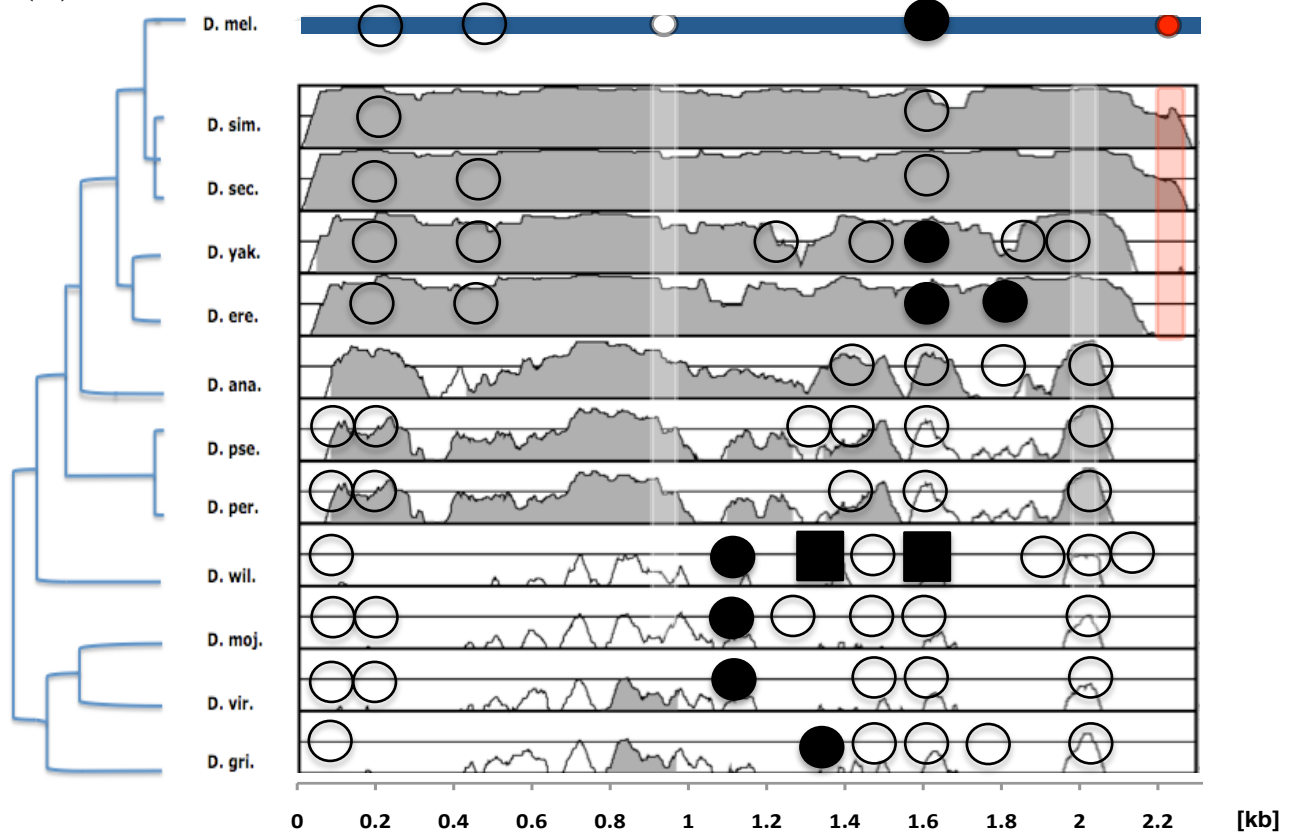 D. mel.
D. sim.
D. sec.
D. yak.
D. ere.
D. ana.
D. pse.
D. per.
D. wil.
D. moj.
D. vir.
D. gri.
0 0.2 0.4 0.6 0.8 1 1.2 1.4 1.6 1.8 2 2.2 [kb]